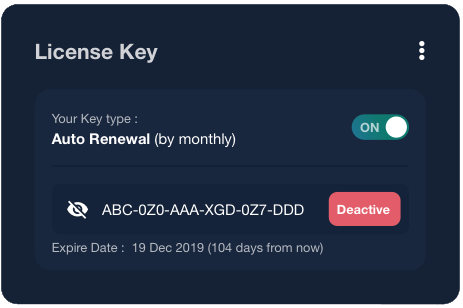 License Key
Your Key type :
Auto Renewal (by monthly)
ON
ABC-0Z0-AAA-XGD-0Z7-DDD
Deactive
Expire Date : 19 Dec 2019 (104 days from now)